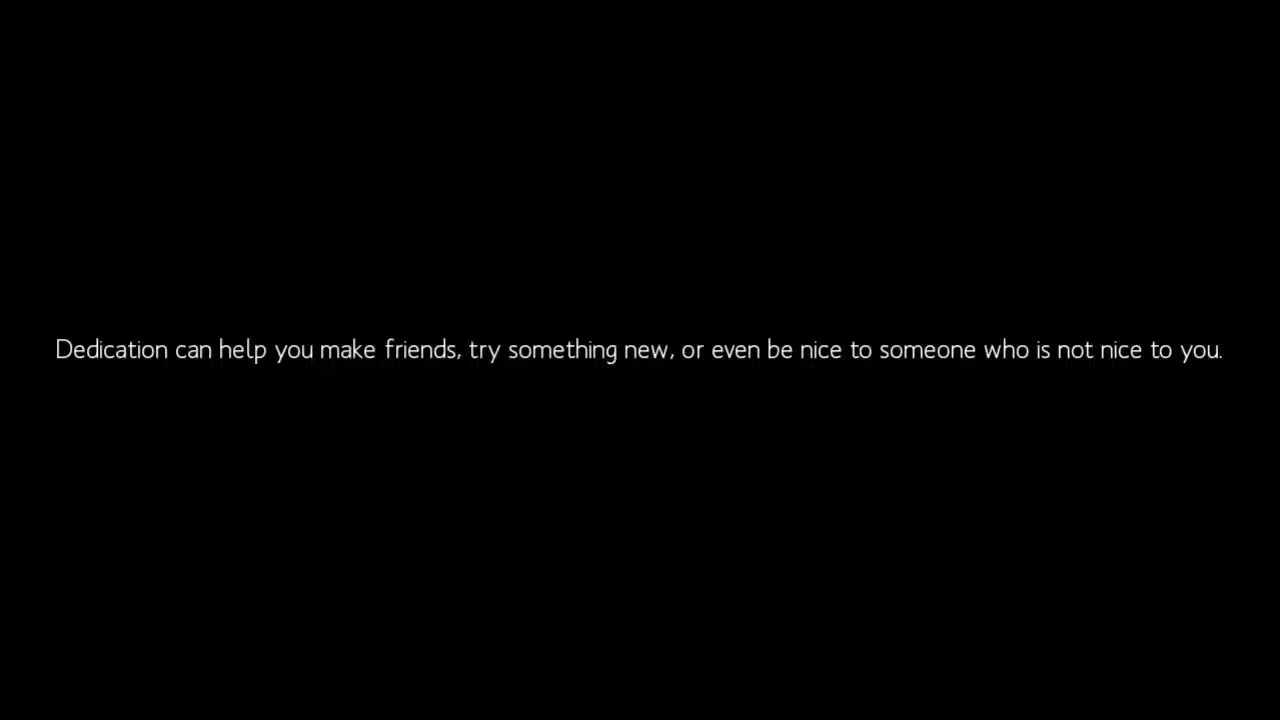 Dedication can help you make friends, try something new, or even be nice to someone who is not nice to you.